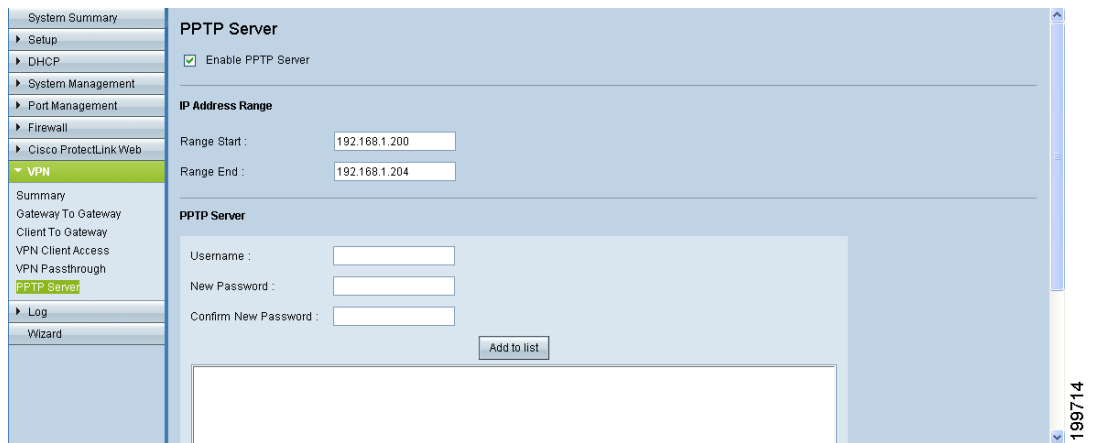 System Summary
Setup
DHCP
System Management
Port Management
Firewall
Cisco ProtectLink Web
VPN
Summary
Gateway To Gateway
Client To Gateway
VPN Client Access
VPN Passthrough
PPTP Server
Log
Wizard
PPTP Server
Enable PPTP Server
IP Address Range
Range Start : 192.168.1.200
Range End : 192.168.1.204
PPTP Server
Username :
New Password :
Confirm New Password :
Add to list
199714